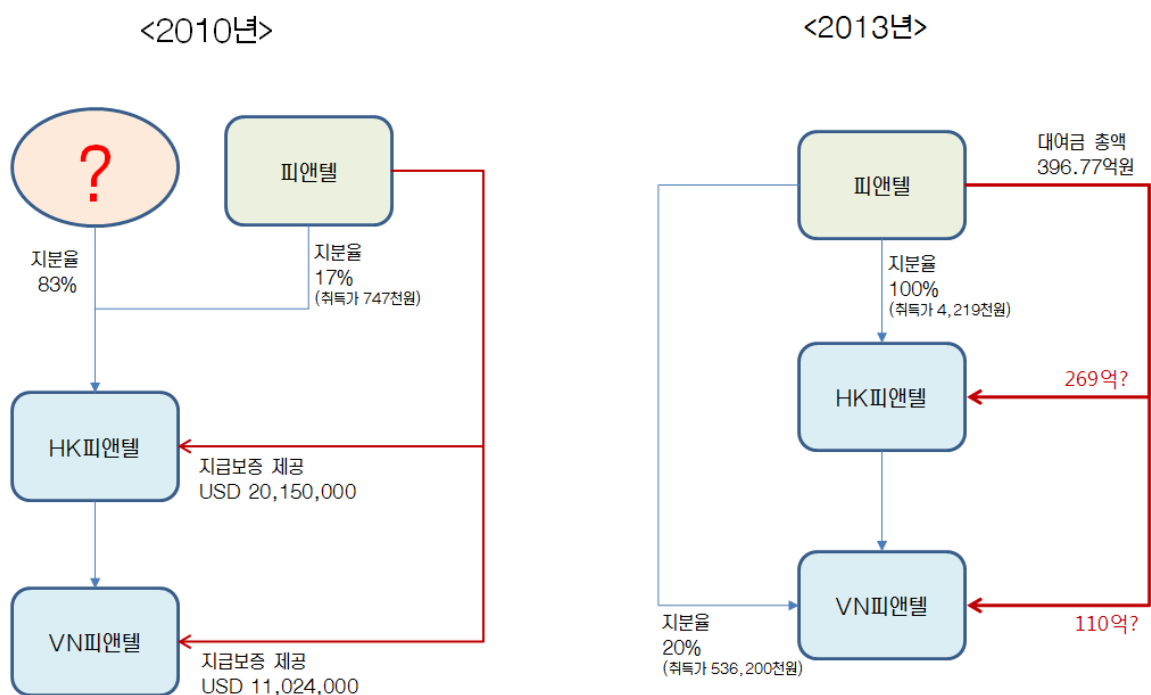 <2010년>
?
피앤텔
지분율
83%
지분율
17%
(취득가 747천원)
HK피앤텔
지급보증 제공
USD 20,150,000
VN피앤텔
지급보증 제공
USD 11,024,000
<2013년>
피앤텔
대여금 총액
396.77억원
지분율
100%
(취득가 4,219천원)
HK피앤텔
269억?
VN피앤텔
110억?
지분율
20%
(취득가 536,200천원)